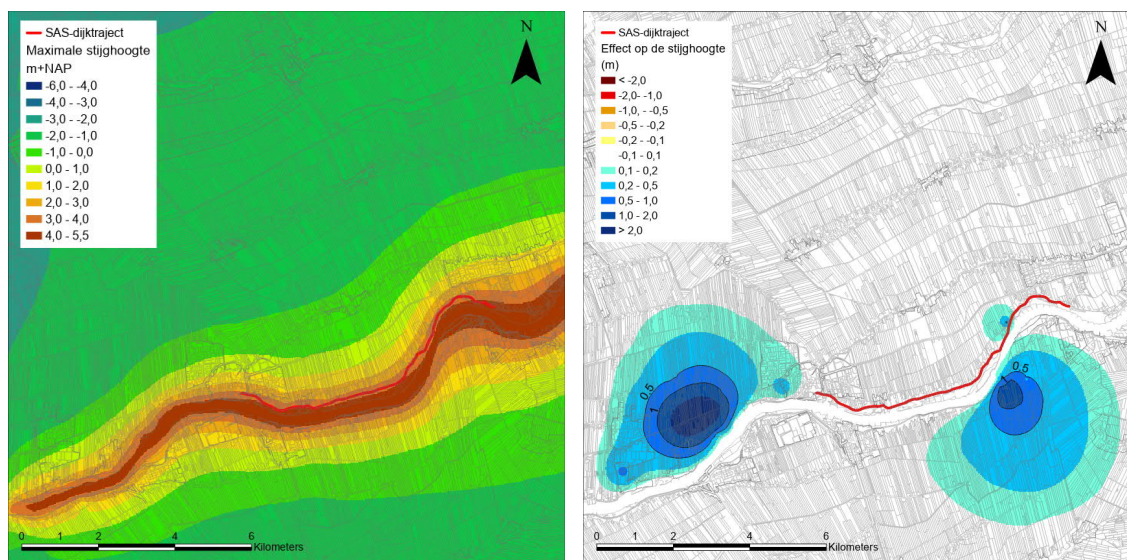 SAS-dijktraject
Maximale stijghoogte
m+NAP
-6,0 - -4,0
-4,0 - -3,0
-3,0 - -2,0
-2,0 - -1,0
-1,0 - 0,0
0,0 - 1,0
1,0 - 2,0
2,0 - 3,0
3,0 - 4,0
4,0 - 5,5
N
0 1 2 4 6
Kilometers
SAS-dijktraject
Effect op de stijghoogte
(m)
< -2,0
-2,0- -1,0
-1,0, - -0,5
-0,5 - -0,2
-0,2 - -0,1
-0,1 - 0,1
0,1 - 0,2
0,2 - 0,5
0,5 - 1,0
1,0 - 2,0
> 2,0
N
0,5
1
0,5
1
0 1 2 4 6
Kilometers